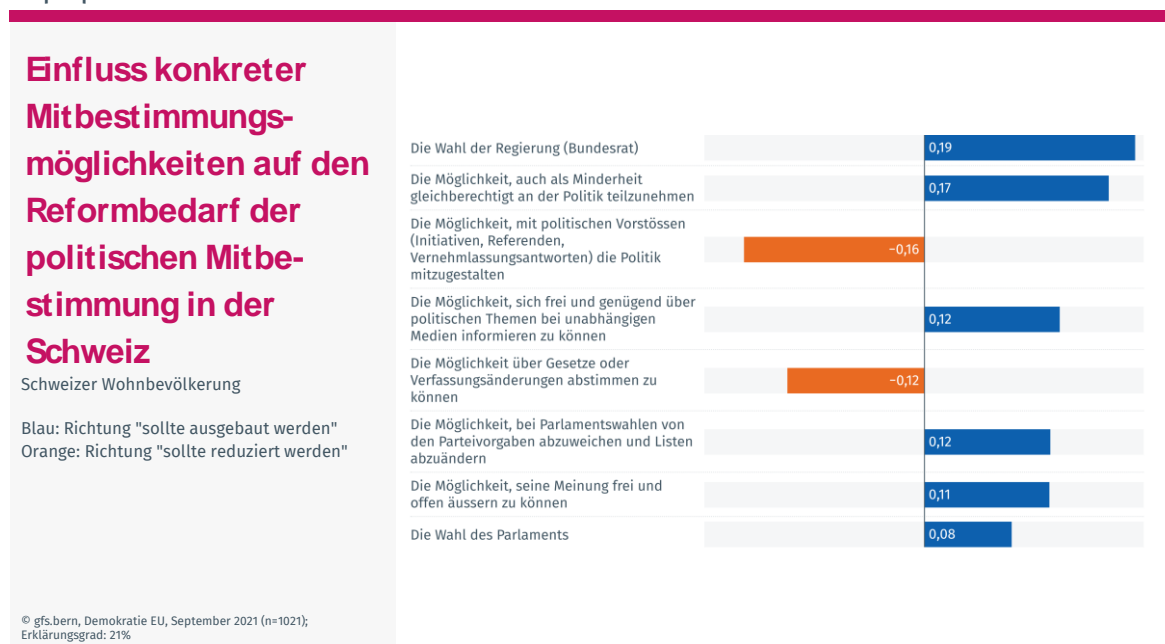 Einfluss konkreter
Mitbestimmungs-
möglichkeiten auf den
Reformbedarf der
politischen Mitbe-
stimmung in der
Schweiz
Schweizer Wohnbevölkerung
Blau: Richtung "sollte ausgebaut werden"
Orange: Richtung "sollte reduziert werden"
Die Wahl der Regierung (Bundesrat)
0,19
Die Möglichkeit, auch als Minderheit
gleichberechtigt an der Politik teilzunehmen
0,17
Die Möglichkeit, mit politischen Vorstössen
(Initiativen, Referenden,
Vernehmlassungsantworten) die Politik
mitzugestalten
−0,16
Die Möglichkeit, sich frei und genügend über
politischen Themen bei unabhängigen
Medien informieren zu können
0,12
Die Möglichkeit über Gesetze oder
Verfassungsänderungen abstimmen zu
können
−0,12
Die Möglichkeit, bei Parlamentswahlen von
den Parteivorgaben abzuweichen und Listen
abzuändern
0,12
Die Möglichkeit, seine Meinung frei und
offen äussern zu können
0,11
Die Wahl des Parlaments
0,08
© gfs.bern, Demokratie EU, September 2021 (n=1021);
Erklärungsgrad: 21%